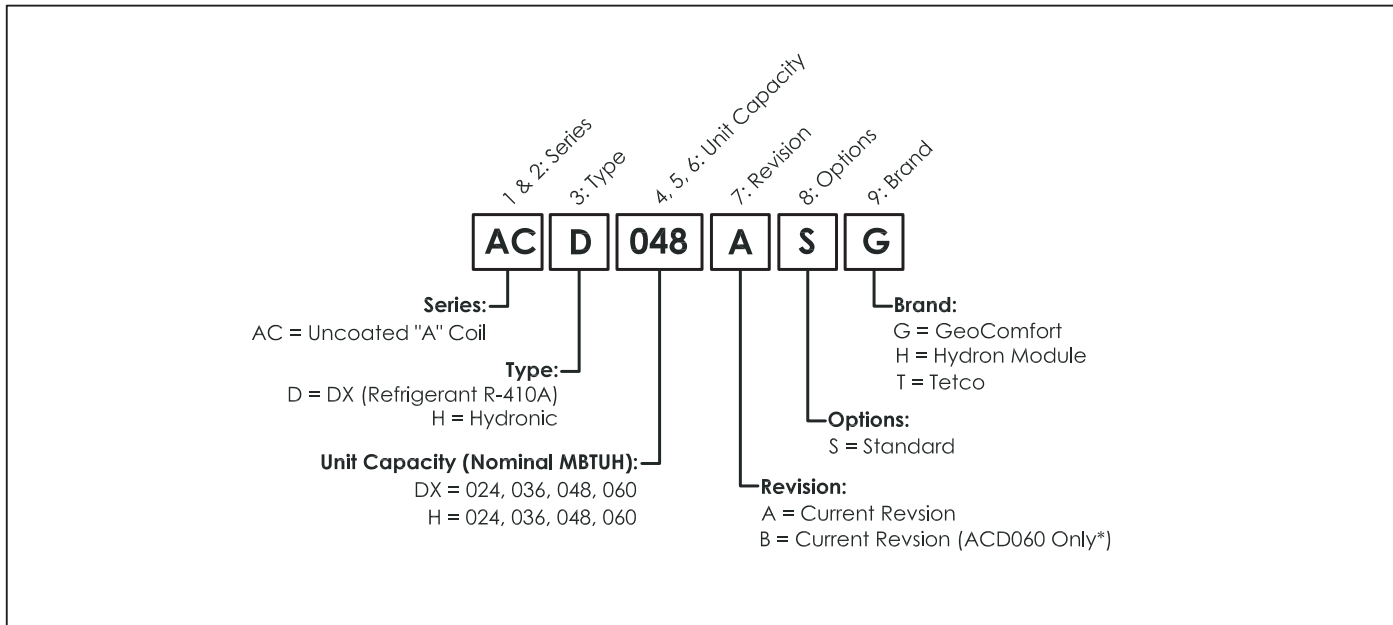 1 & 2: Series
3: Type
4, 5, 6: Unit Capacity
7: Revision
8: Options
9: Brand
AC D 048 A S G
Series:
AC = Uncoated "A" Coil
Type:
D = DX (Refrigerant R-410A)
H = Hydronic
Unit Capacity (Nominal MBTUH):
DX = 024, 036, 048, 060
H = 024, 036, 048, 060
Brand:
G = GeoComfort
H = Hydron Module
T = Tetco
Options:
S = Standard
Revision:
A = Current Revsion
B = Current Revsion (ACD060 Only*)